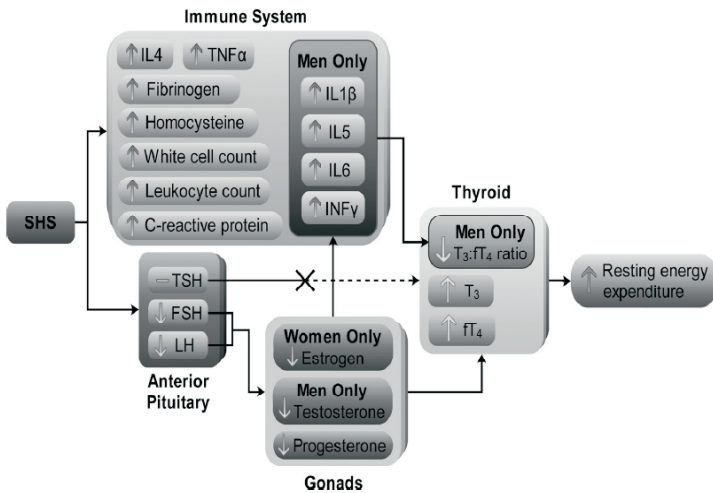 Immune System
IL4
TNFα
Fibrinogen
Homocysteine
White cell count
Leukocyte count
C-reactive protein
Men Only
IL1β
IL5
IL6
INFγ
SHS
TSH
FSH
LH
Anterior
Pituitary
Women Only
Estrogen
Men Only
Testosterone
Progesterone
Gonads
Thyroid
Men Only
T₃:fT₄ ratio
T₃
fT₄
Resting energy
expenditure